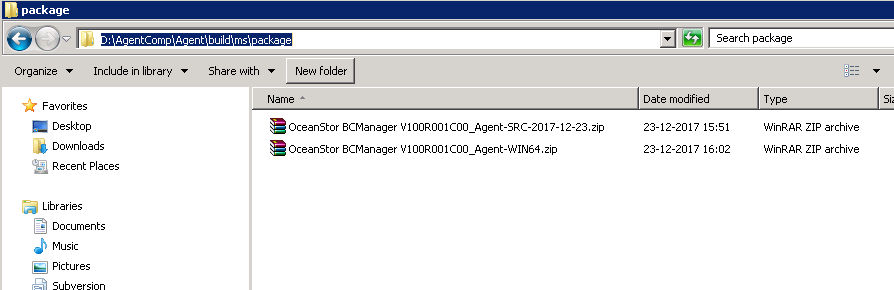 package
D:\AgentComp\Agent\build\ms\package
Search package
Organize Include in library Share with New folder
Favorites
Desktop
Downloads
Recent Places
Libraries
Documents
Music
Pictures
Subversion
Name Date modified Type Siz
OceanStor BCManager V100R001C00_Agent-SRC-2017-12-23.zip 23-12-2017 15:51 WinRAR ZIP archive
OceanStor BCManager V100R001C00_Agent-WIN64.zip 23-12-2017 16:02 WinRAR ZIP archive